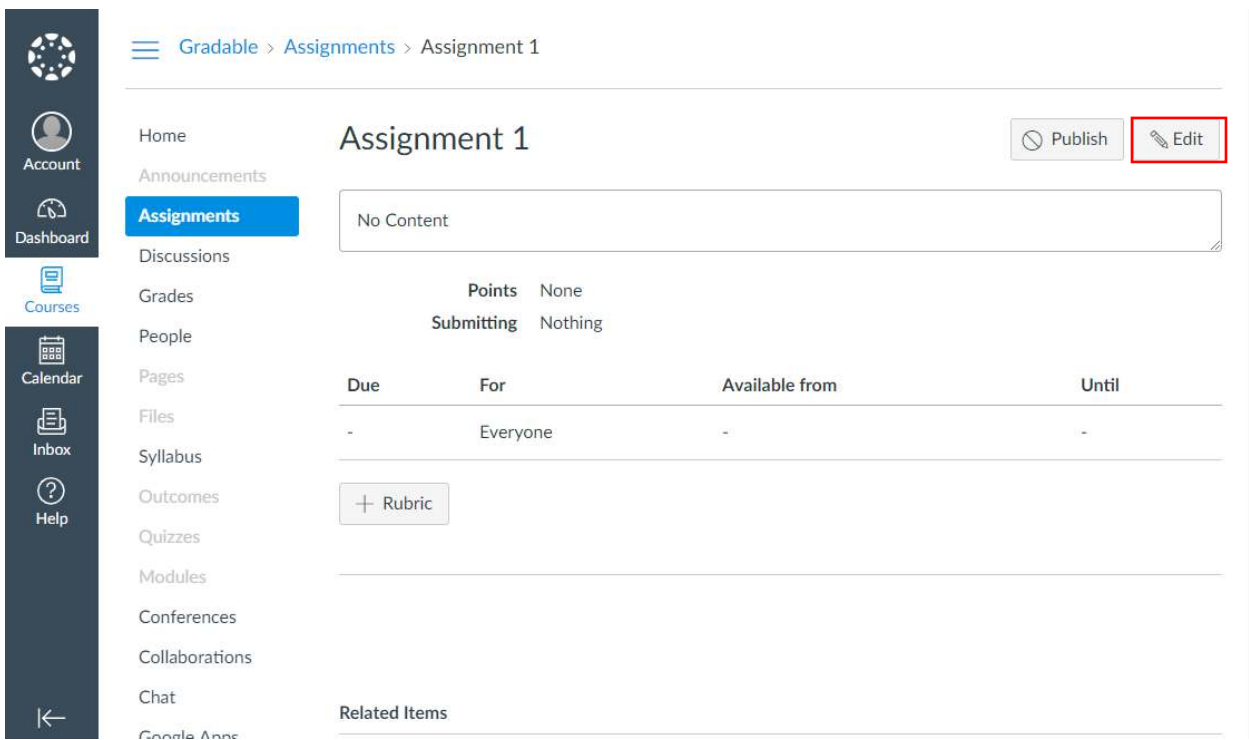 Gradable > Assignments > Assignment 1
Account
Dashboard
Courses
Calendar
Inbox
Help
Home
Announcements
Assignments
Discussions
Grades
People
Pages
Files
Syllabus
Outcomes
Quizzes
Modules
Conferences
Collaborations
Chat
Google Apps
Assignment 1
Publish Edit
No Content
Points None
Submitting Nothing
Due For Available from Until
- Everyone - -
+ Rubric
Related Items